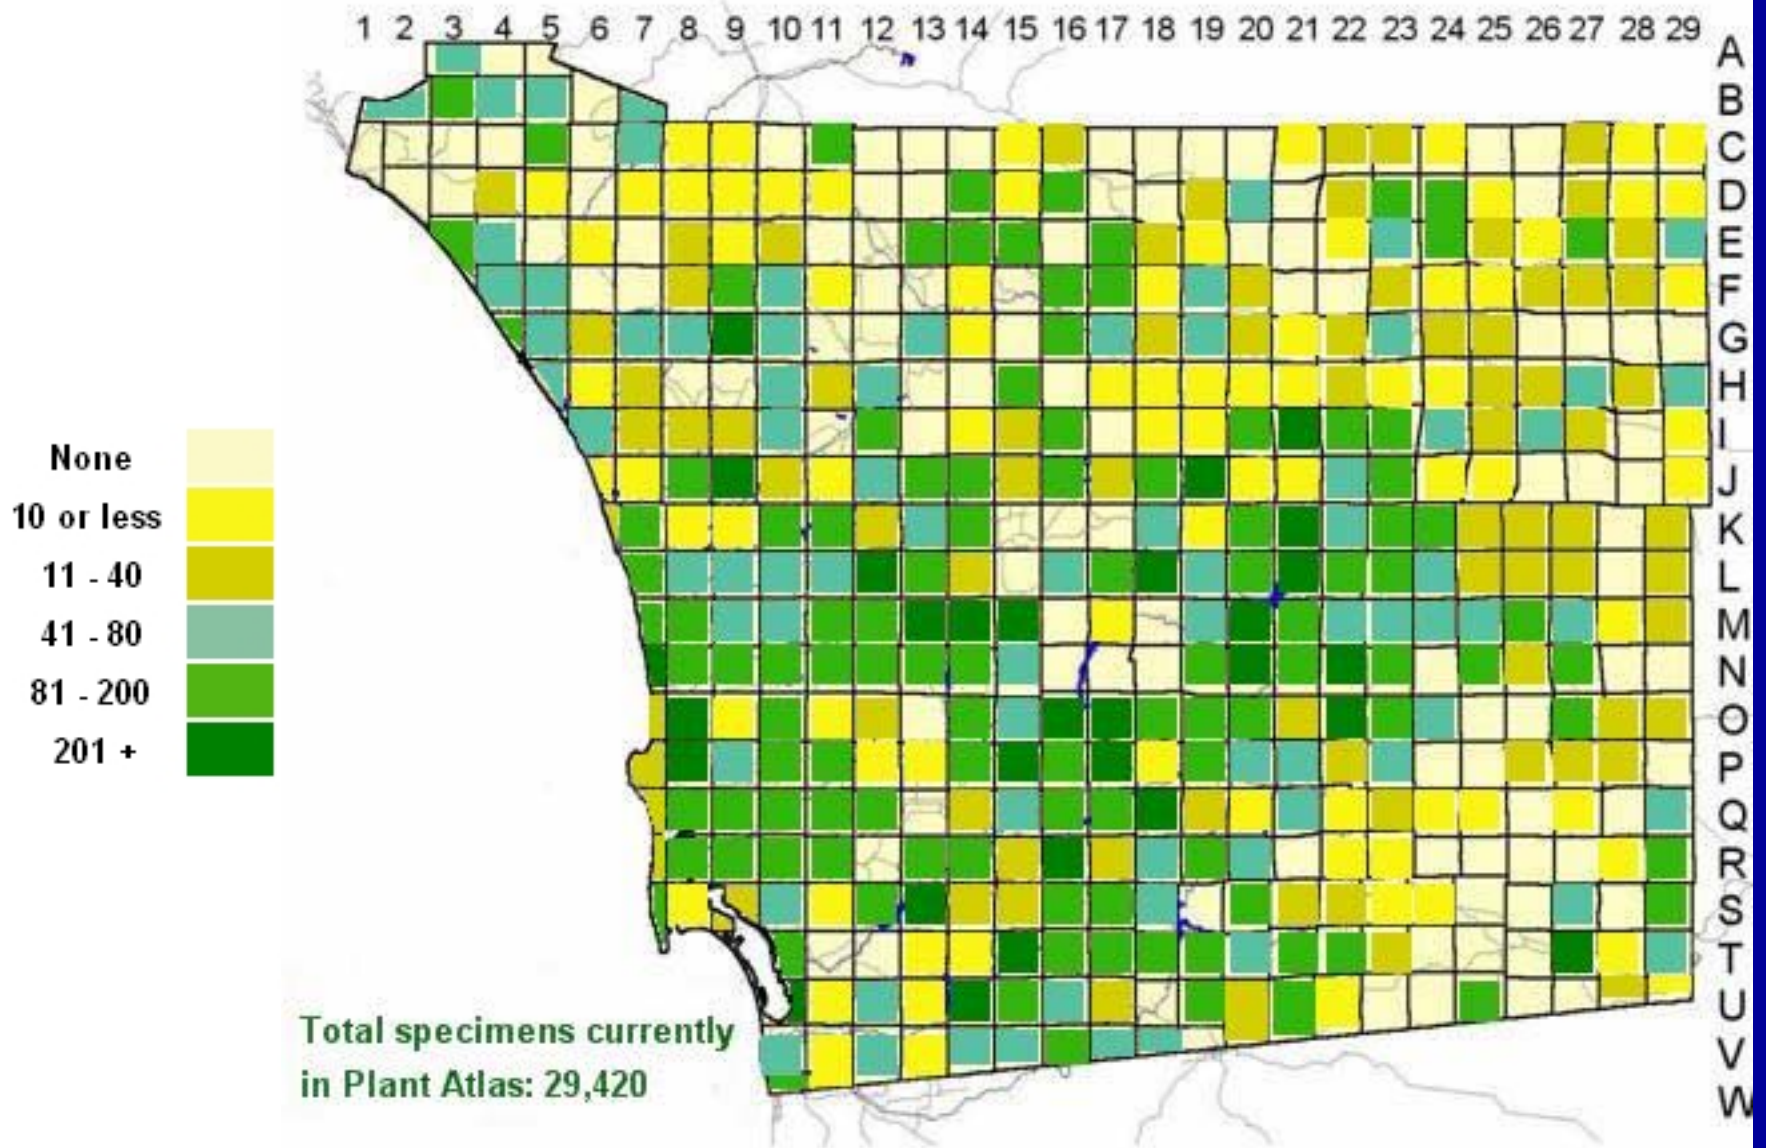 1 2 3 4 5 6 7 8 9 10 11 12 13 14 15 16 17 18 19 20 21 22 23 24 25 26 27 28 29
A
B
C
D
E
F
G
H
I
J
K
L
M
N
O
P
Q
R
S
T
U
V
W
None
10 or less
11 - 40
41 - 80
81 - 200
201 +
Total specimens currently
in Plant Atlas: 29,420